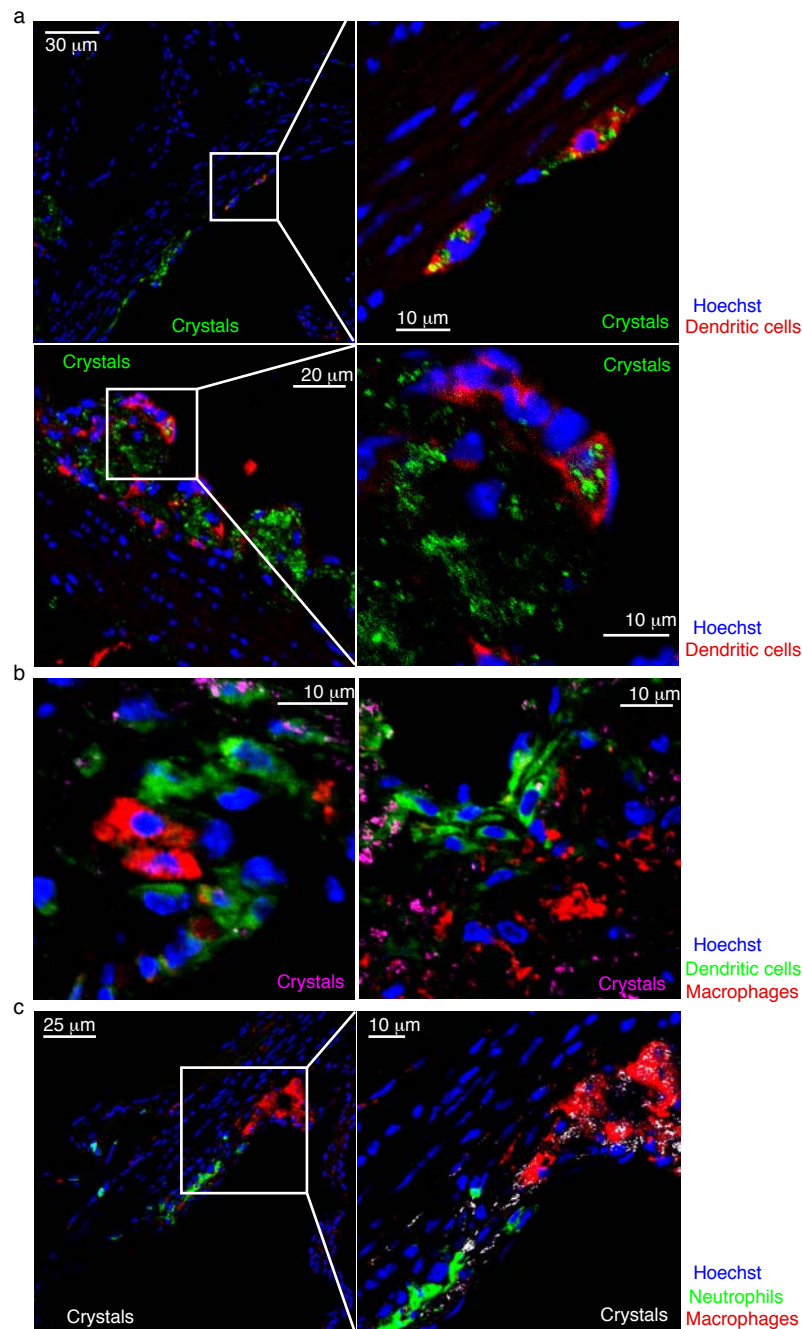 a
30 μm
Crystals
10 μm
Crystals
Hoechst
Dendritic cells
Crystals
20 μm
Crystals
10 μm
Hoechst
Dendritic cells
b
10 μm
Crystals
10 μm
Crystals
Hoechst
Dendritic cells
Macrophages
c
25 μm
Crystals
10 μm
Crystals
Hoechst
Neutrophils
Macrophages